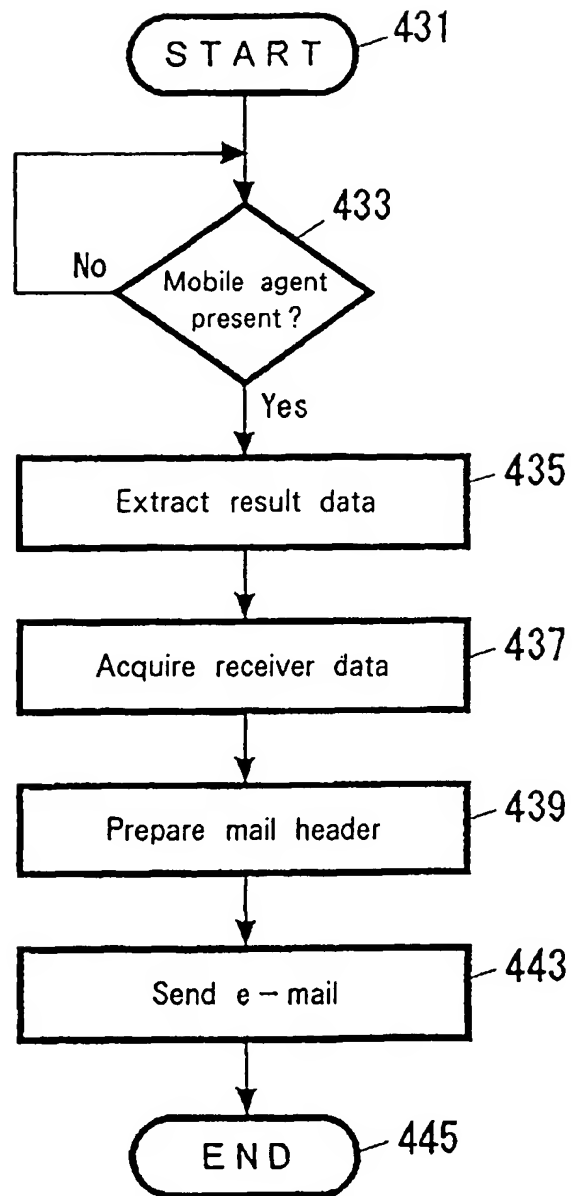 START
431
433
No
Mobile agent
present?
Yes
435
Extract result data
437
Acquire receiver data
439
Prepare mail header
443
Send e-mail
END
445